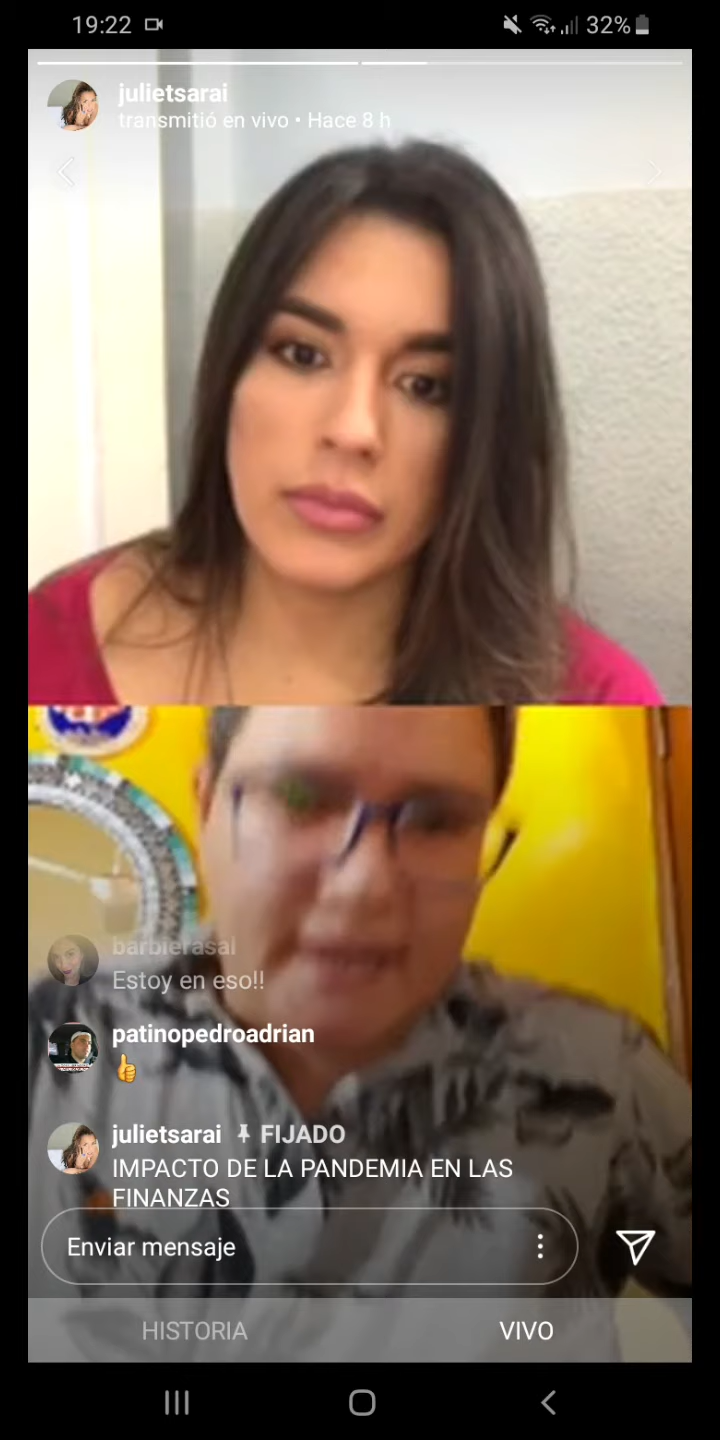 19:22
32%
julietsarai
transmitió en vivo • Hace 8 h
barbierasal
Estoy en eso!!
patinopedroadrian
👍
julietsarai FIJADO
IMPACTO DE LA PANDEMIA EN LAS
FINANZAS
Enviar mensaje
HISTORIA
VIVO